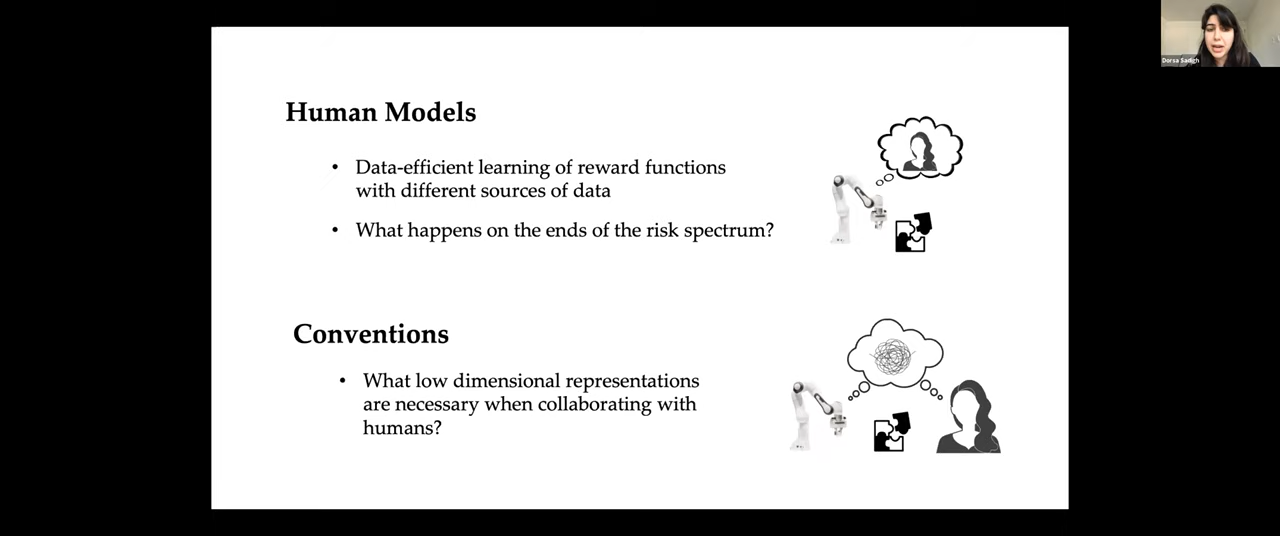 Human Models
• Data-efficient learning of reward functions
with different sources of data
• What happens on the ends of the risk spectrum?
Conventions
• What low dimensional representations
are necessary when collaborating with
humans?
Dorsa Sadigh